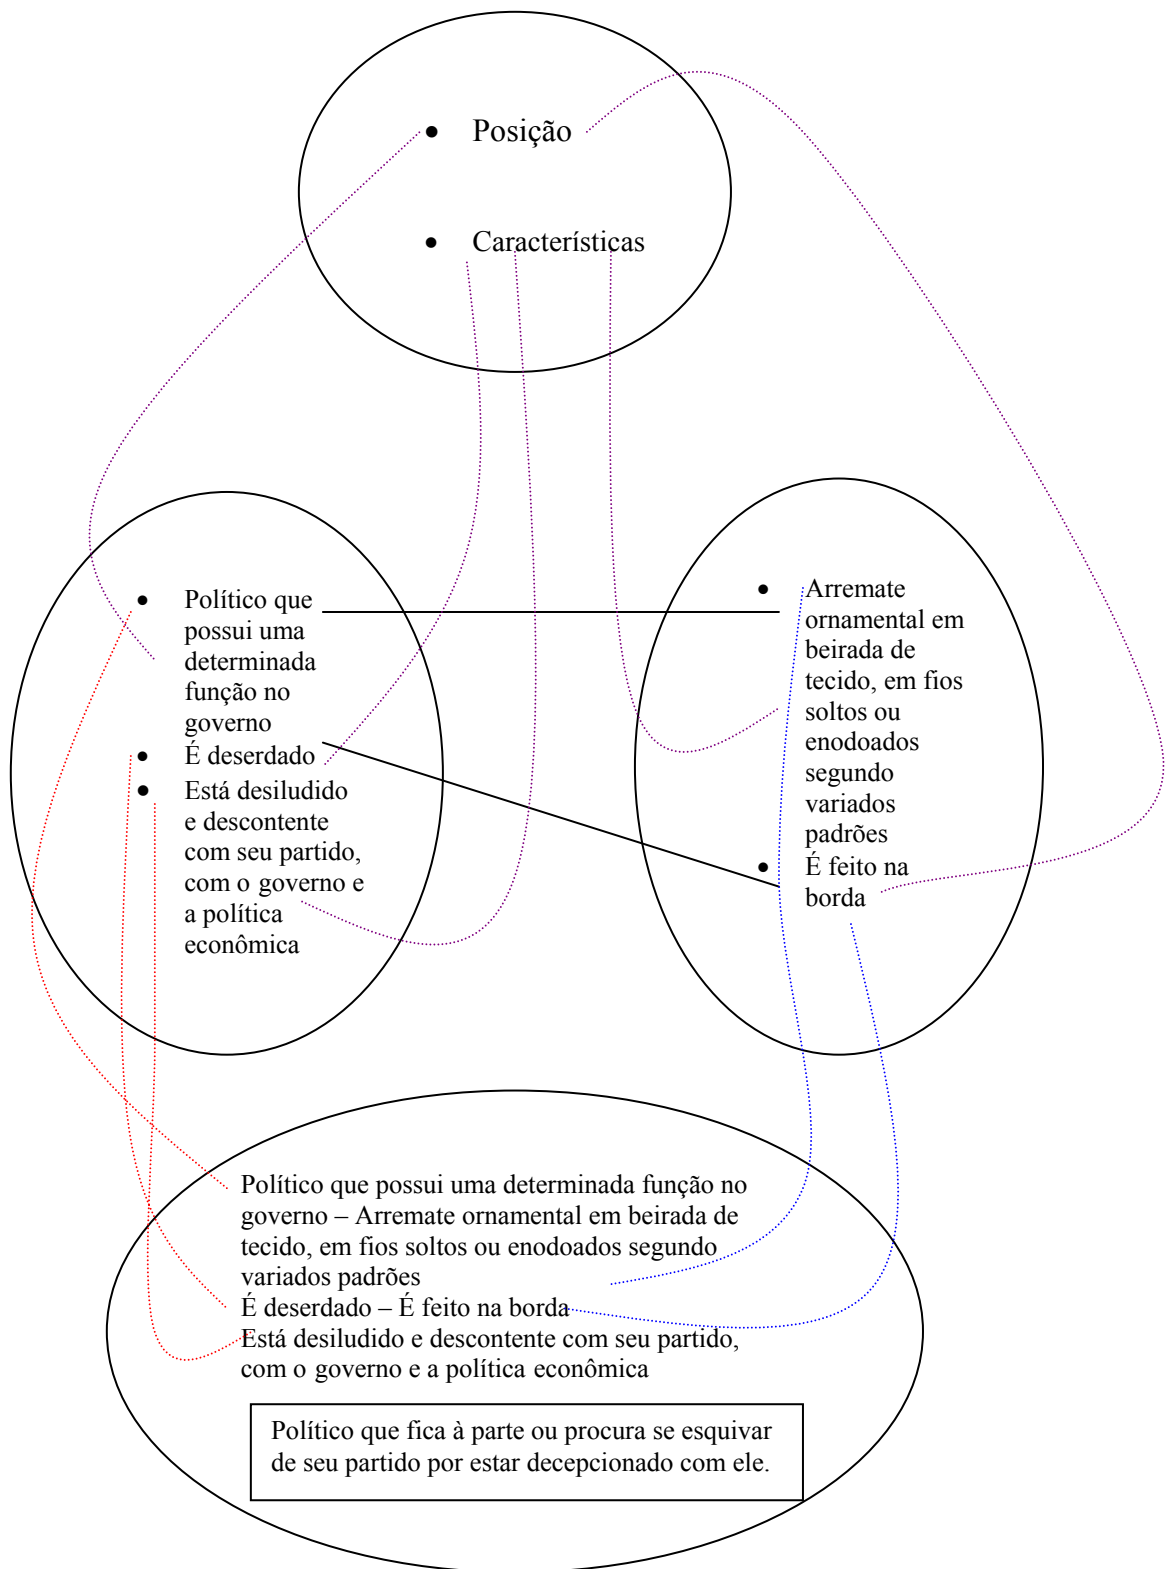 • Posição
• Características
• Político que
possui uma
determinada
função no
governo
• É deserdado
• Está desiludido
e descontente
com seu partido,
com o governo e
a política
econômica
• Arremate
ornamental em
beirada de
tecido, em fios
soltos ou
enodoados
segundo
variados
padrões
• É feito na
borda
Político que possui uma determinada função no
governo – Arremate ornamental em beirada de
tecido, em fios soltos ou enodoados segundo
variados padrões
É deserdado – É feito na borda
Está desiludido e descontente com seu partido,
com o governo e a política econômica
Político que fica à parte ou procura se esquivar
de seu partido por estar decepcionado com ele.